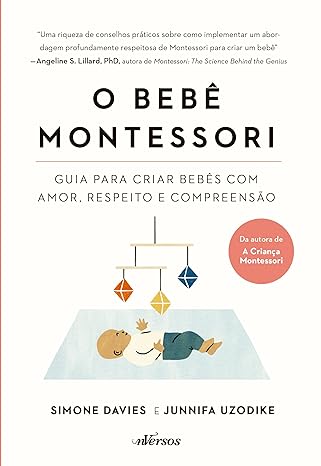 "Uma riqueza de conselhos práticos sobre como implementar um abor-
dagem profundamente respeitosa de Montessori para criar um bebê"
—Angeline S. Lillard, PhD, autora de Montessori: The Science Behind the Genius
O BEBÊ
MONTESSORI
GUIA PARA CRIAR BEBÊS COM
AMOR, RESPEITO E COMPREENSÃO
Da autora de
A Criança
Montessori
SIMONE DAVIES E JUNNIFA UZODIKE
nVersos